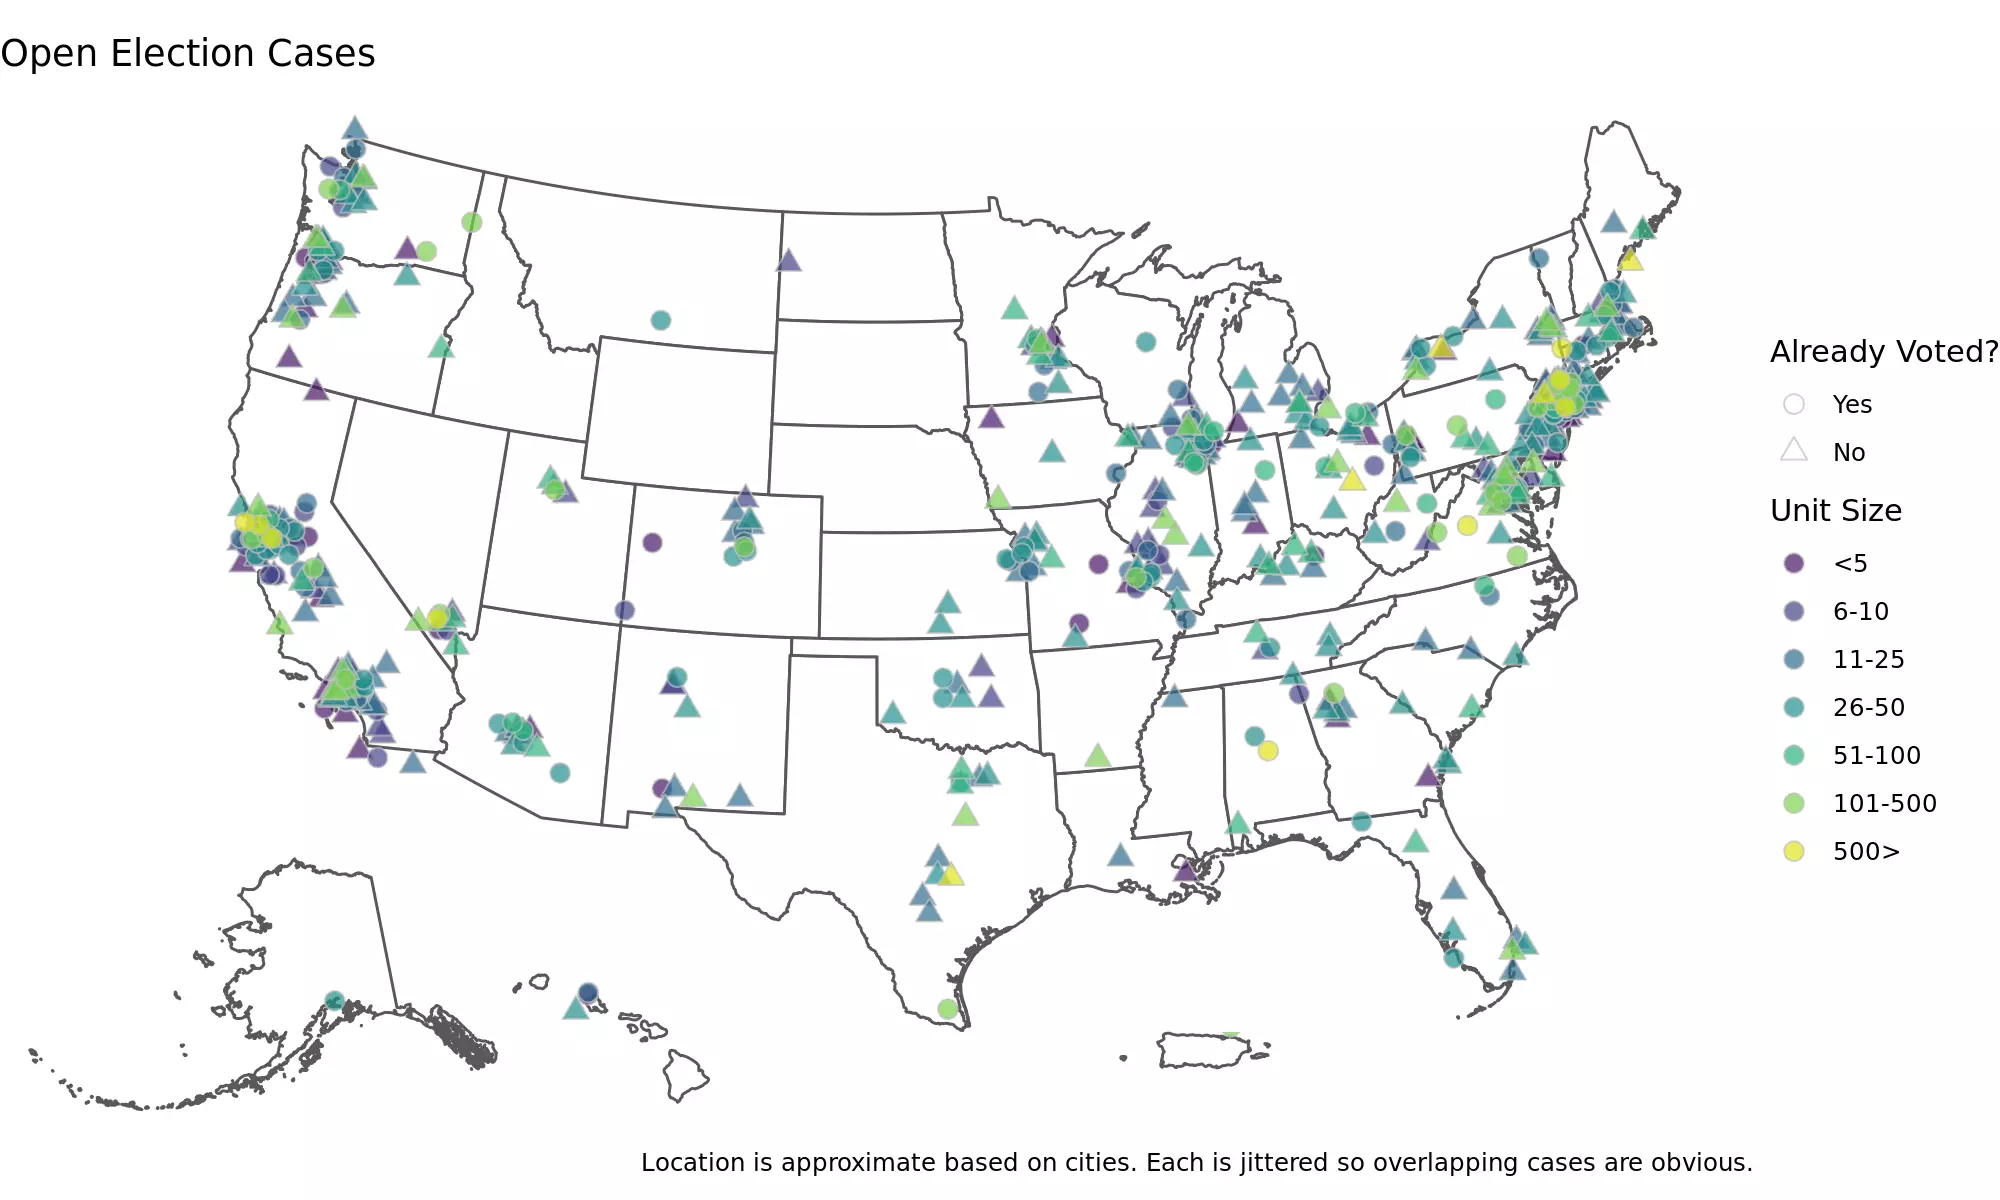 Open Election Cases
Already Voted?
Yes
No
Unit Size
<5
6-10
11-25
26-50
51-100
101-500
500>
Location is approximate based on cities. Each is jittered so overlapping cases are obvious.